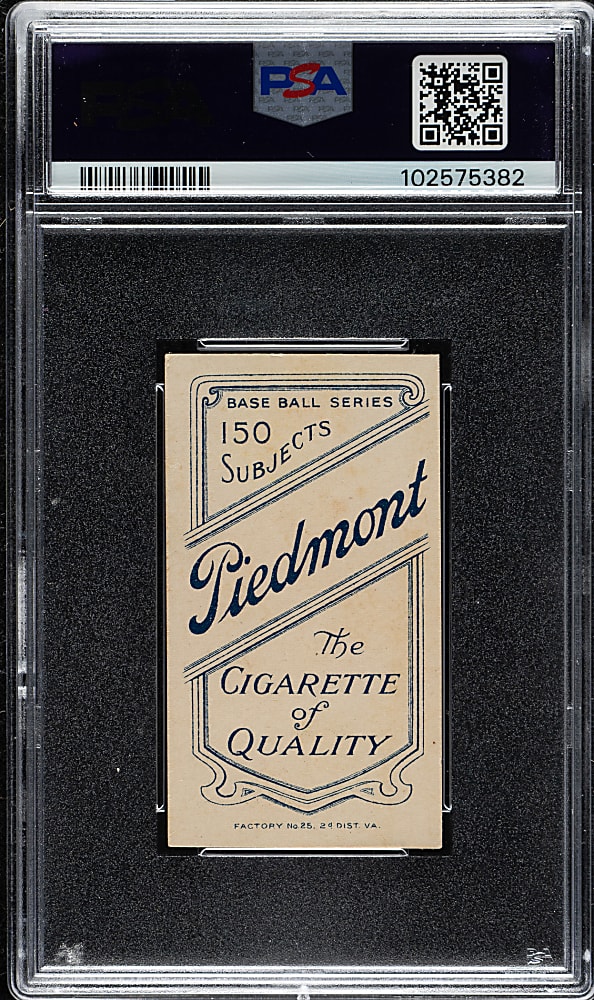 PSA
102575382
BASE BALL SERIES
150
SUBJECTS
Piedmont
The
CIGARETTE
of
QUALITY
FACTORY No. 25, 2d DIST. VA.